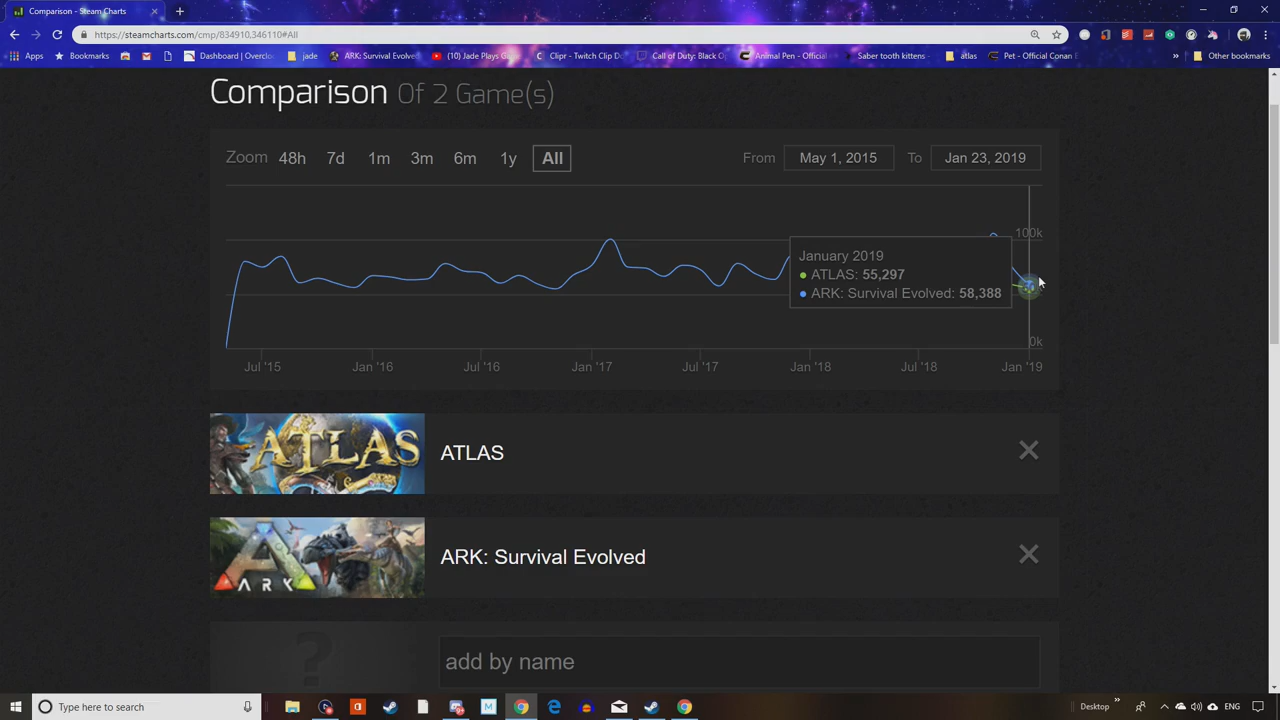 Comparison - Steam Charts
https://steamcharts.com/cmp/834910,346110#All
Apps Bookmarks Dashboard | Overclo jade ARK: Survival Evolve (10) Jade Plays Gam Clipr - Twitch Clip D Call of Duty: Black O Animal Pen – Official Saber tooth kittens - atlas Pet - Official Conan » Other bookmarks
Comparison Of 2 Game(s)
Zoom 48h 7d 1m 3m 6m 1y All From May 1, 2015 To Jan 23, 2019
100k
January 2019
ATLAS: 55,297
ARK: Survival Evolved: 58,388
0k
Jul '15 Jan '16 Jul '16 Jan '17 Jul '17 Jan '18 Jul '18 Jan '19
ATLAS
ATLAS
ARK
ARK: Survival Evolved
?
add by name
Type here to search Desktop » ENG